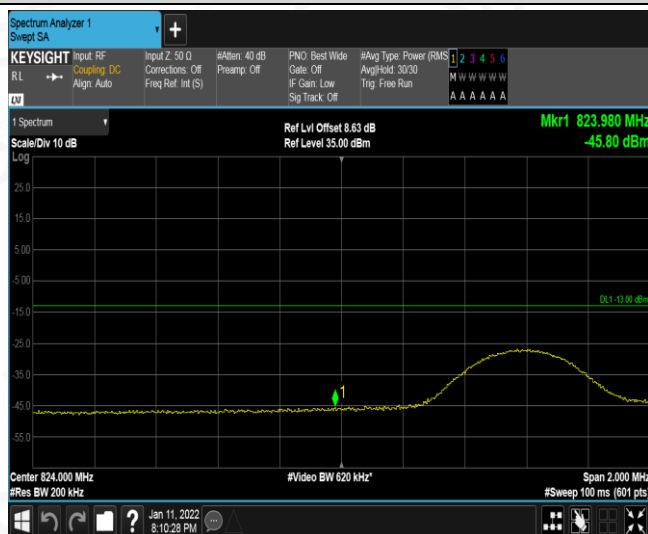 Spectrum Analyzer 1
Swept SA
+
KEYSIGHT Input: RF Input Z: 50 Ω #Atten: 40 dB PNO: Best Wide #Avg Type: Power (RMS 1 2 3 4 5 6
RL Coupling: DC Corrections: Off Preamp: Off Gate: Off Avg|Hold: 30/30 M W W W W W
Align: Auto Freq Ref: Int (S) IF Gain: Low Trig: Free Run
Sig Track: Off A A A A A A
1 Spectrum Ref Lvl Offset 8.63 dB Mkr1 823.980 MHz
Scale/Div 10 dB Ref Level 35.00 dBm -45.80 dBm
Log
25.0
15.0
5.00
-5.00
DL1 -13.00 dBm
-15.0
-25.0
-35.0
1
-45.0
-55.0
Center 824.000 MHz #Video BW 620 kHz* Span 2.000 MHz
#Res BW 200 kHz #Sweep 100 ms (601 pts)
? Jan 11, 2022
8:10:28 PM